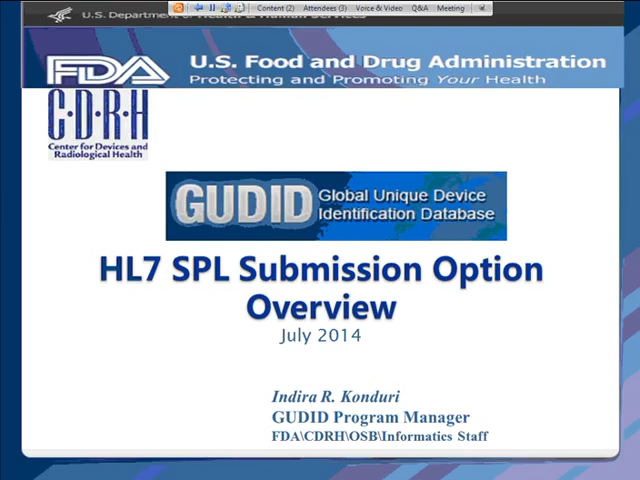 Content (2) Attendees (3) Voice & Video Q&A Meeting
U.S. Department of Health & Human Services
FDA U.S. Food and Drug Administration
Protecting and Promoting Your Health
C·D·R·H
Center for Devices and
Radiological Health
GUDID Global Unique Device
Identification Database
HL7 SPL Submission Option
Overview
July 2014
Indira R. Konduri
GUDID Program Manager
FDA\CDRH\OSB\Informatics Staff